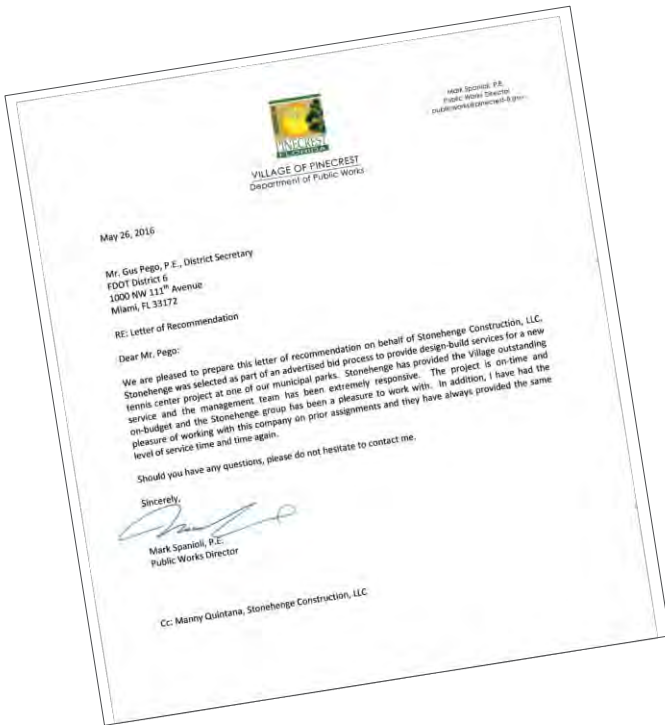 PINECREST
FLORIDA
VILLAGE OF PINECREST
Department of Public Works
Mark Spanioli, P.E.
Public Works Director
May 26, 2016
Mr. Gus Pego, P.E., District Secretary
FDOT District 6
1000 NW 111th Avenue
Miami, FL 33172
RE: Letter of Recommendation
Dear Mr. Pego:
We are pleased to prepare this letter of recommendation on behalf of Stonehenge Construction, LLC.
Stonehenge was selected as part of an advertised bid process to provide design-build services for a new
tennis center project at one of our municipal parks. Stonehenge has provided the Village outstanding
service and the management team has been extremely responsive. The project is on-time and
on-budget and the Stonehenge group has been a pleasure to work with. In addition, I have had the
pleasure of working with this company on prior assignments and they have always provided the same
level of service time and time again.
Should you have any questions, please do not hesitate to contact me.
Sincerely,
Mark Spanioli, P.E.
Public Works Director
Cc: Manny Quintana, Stonehenge Construction, LLC